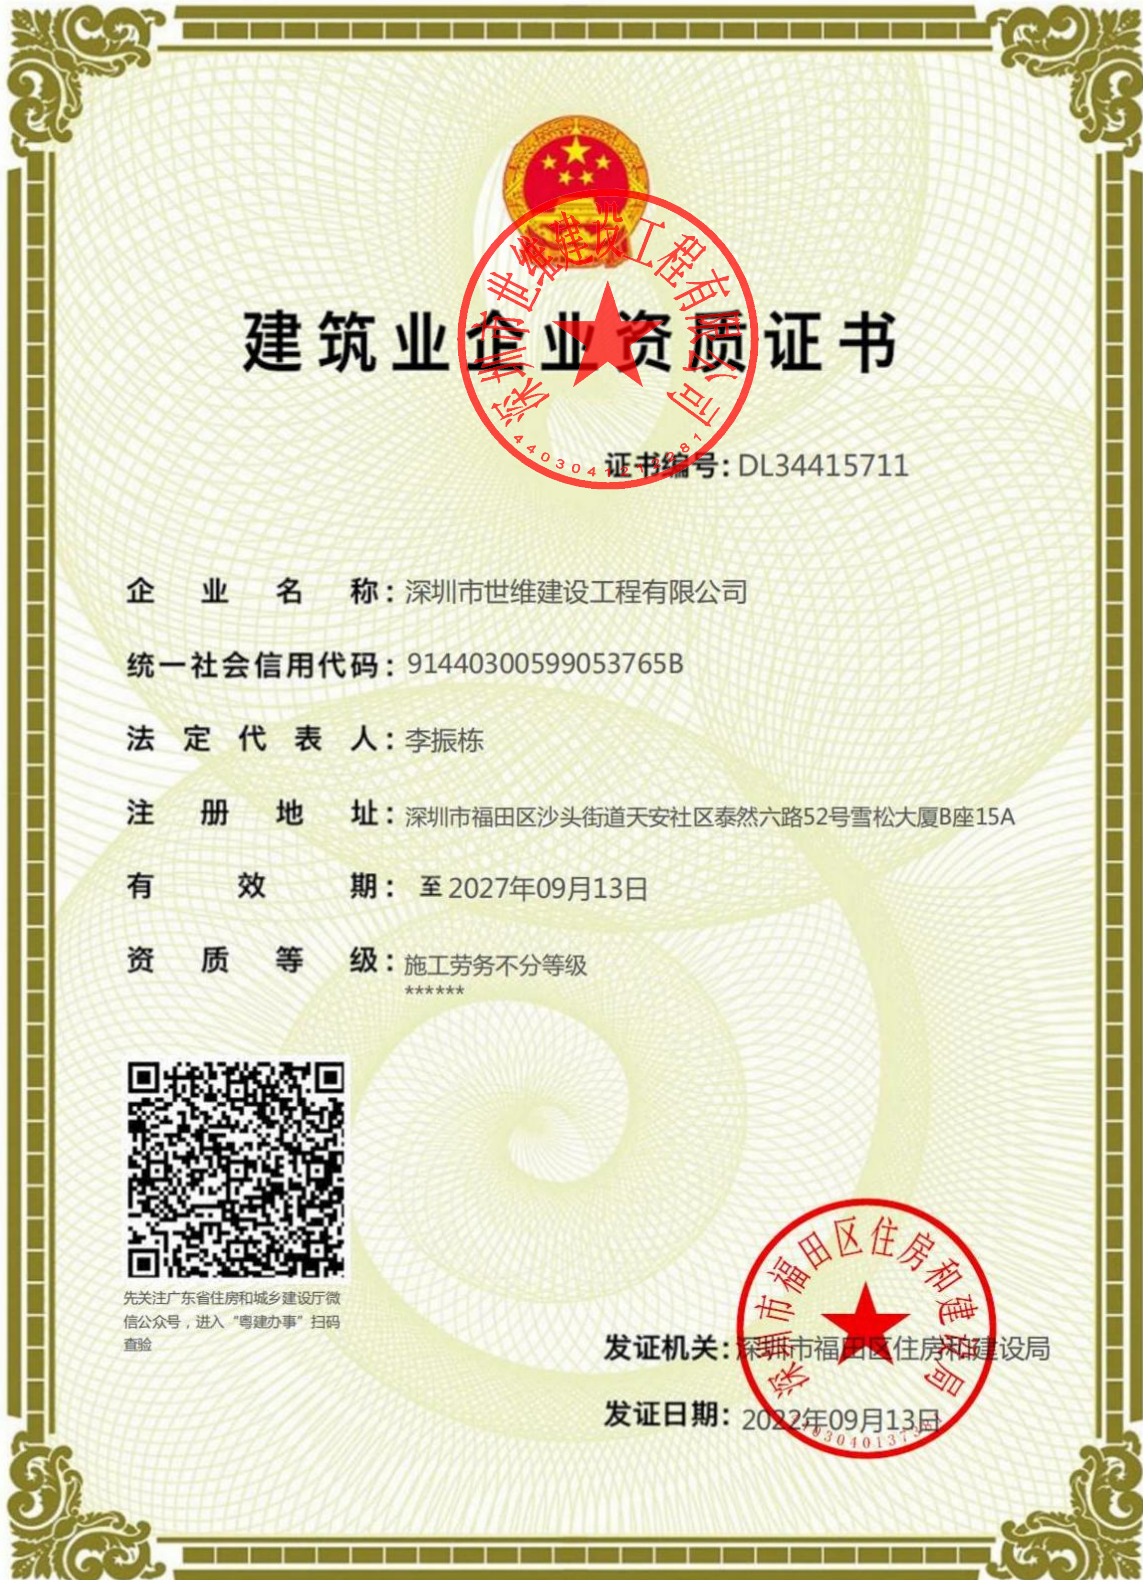 深圳市世维建设工程有限公司
建筑业企业资质证书
证书编号: DL34415711
企业名称: 深圳市世维建设工程有限公司
统一社会信用代码: 91440300599053765B
法定代表人: 李振栋
注册地址: 深圳市福田区沙头街道天安社区泰然六路52号雪松大厦B座15A
有效期: 至 2027年09月13日
资质等级: 施工劳务不分等级
******
先关注广东省住房和城乡建设厅微
信公众号，进入“粤建办事”扫码
查验
深圳市福田区住房和建设局
发证机关: 深圳市福田区住房和建设局
发证日期: 2022年09月13日